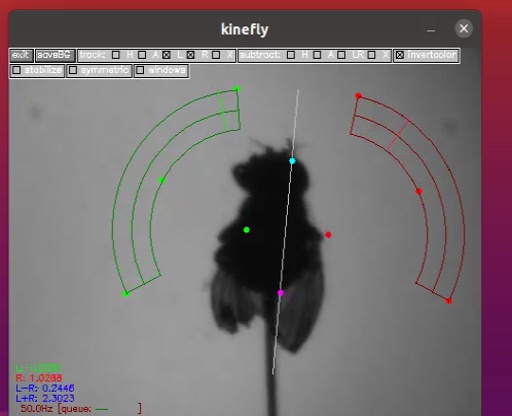 kinefly
exit saveBG track: H A L R X subtract: H A LR X invertcolor
stabilize symmetric windows
R: 1.0288
L-R: 0.2446
L+R: 2.3023
50.0Hz [queue: — ]